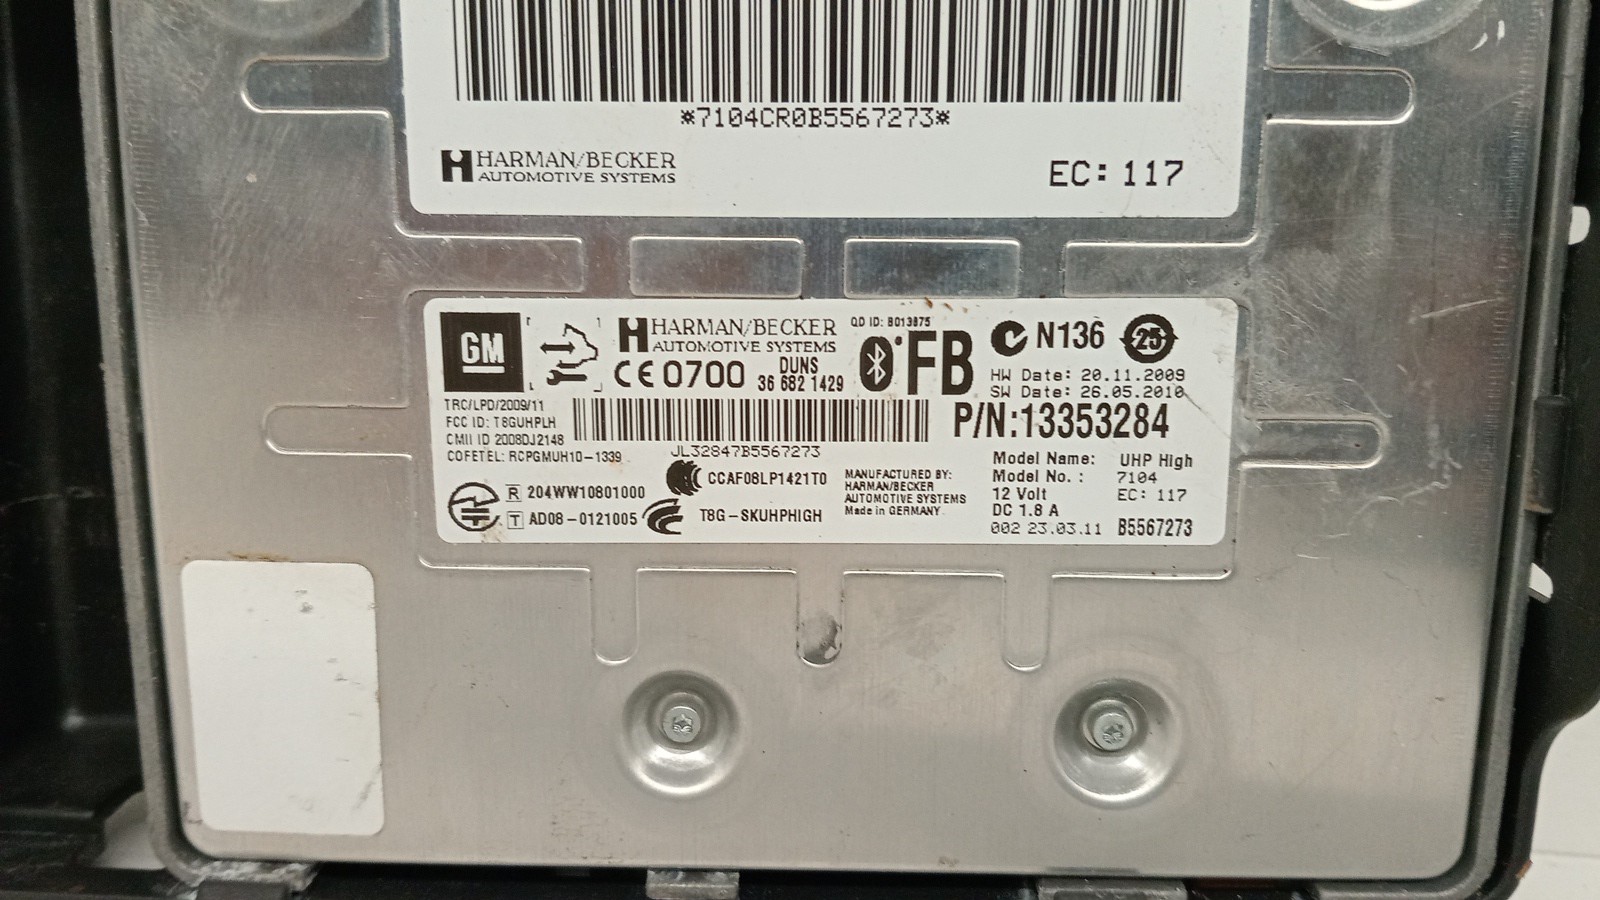 *7104CR0B5567273*
HARMAN/BECKER
AUTOMOTIVE SYSTEMS
EC: 117
GM
HARMAN/BECKER
AUTOMOTIVE SYSTEMS
CE 0700
DUNS
36 682 1429
QD ID: B013875
FB
N136
25
HW Date: 20.11.2009
SW Date: 26.05.2010
TRC/LPD/2009/11
FCC ID: T8GUHPLH
CMII ID 2008DJ2148
COFETEL: RCPGMUH10-1339
JL32847B5567273
P/N:13353284
R 204WW10801000
T AD08-0121005
CCAF08LP1421T0
T8G-SKUHPHIGH
MANUFACTURED BY:
HARMAN/BECKER
AUTOMOTIVE SYSTEMS
Made in GERMANY
Model Name: UHP High
Model No.: 7104
12 Volt EC: 117
DC 1.8 A
002 23.03.11 B5567273